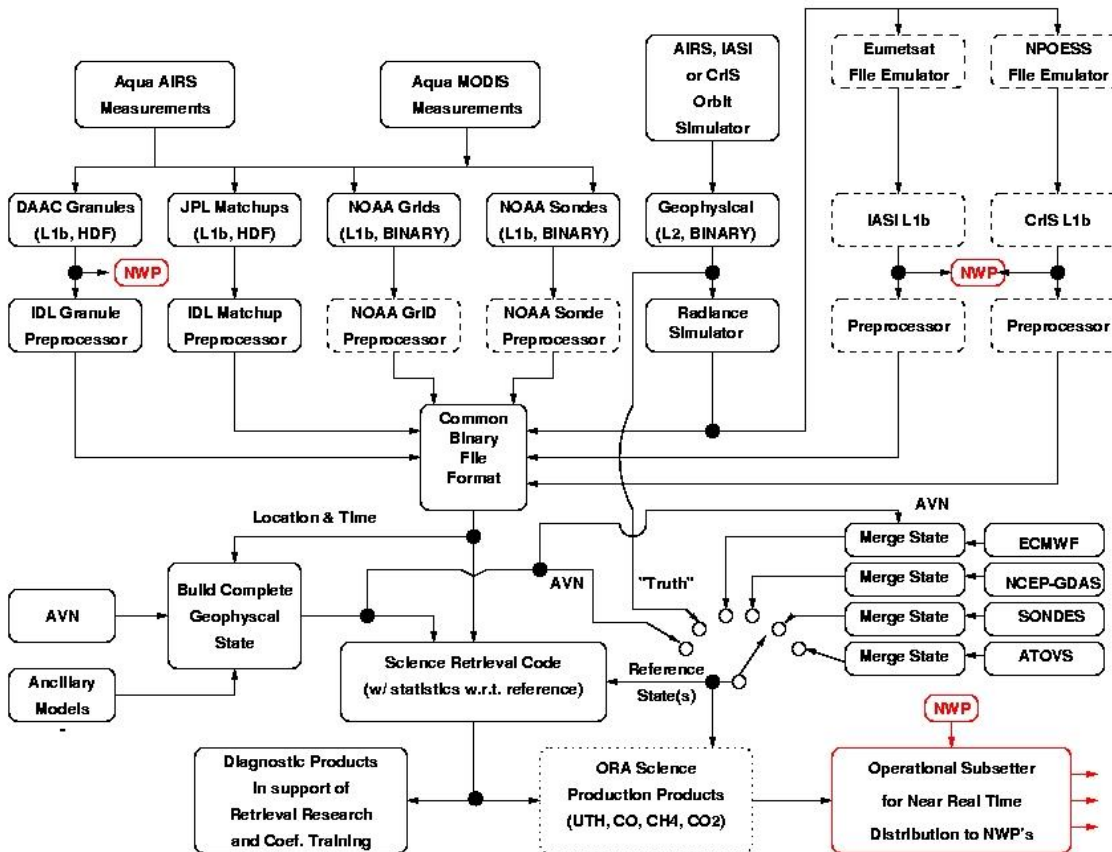 Aqua AIRS
Measurements
Aqua MODIS
Measurements
AIRS, IASI
or CrIS
Orbit
Simulator
Eumetsat
File Emulator
NPOESS
File Emulator
DAAC Granules
(L1b, HDF)
JPL Matchups
(L1b, HDF)
NOAA Grids
(L1b, BINARY)
NOAA Sondes
(L1b, BINARY)
Geophysical
(L2, BINARY)
IASI L1b
CrIS L1b
NWP
NWP
IDL Granule
Preprocessor
IDL Matchup
Preprocessor
NOAA GrID
Preprocessor
NOAA Sonde
Preprocessor
Radiance
Simulator
Preprocessor
Preprocessor
Common
Binary
File
Format
Location & Time
AVN
Merge State
ECMWF
AVN
"Truth"
Merge State
NCEP-GDAS
AVN
Build Complete
Geophyscal
State
Merge State
SONDES
Merge State
ATOVS
Science Retrieval Code
(w/ statistics w.r.t. reference)
Reference
State(s)
Ancillary
Models
NWP
Diagnostic Products
In support of
Retrieval Research
and Coef. Training
ORA Science
Production Products
(UTH, CO, CH4, CO2)
Operational Subsetter
for Near Real Time
Distribution to NWP's